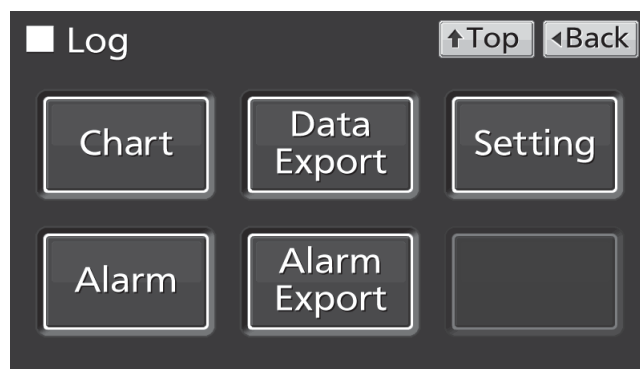 Log
Top
Back
Chart
Data
Export
Setting
Alarm
Alarm
Export